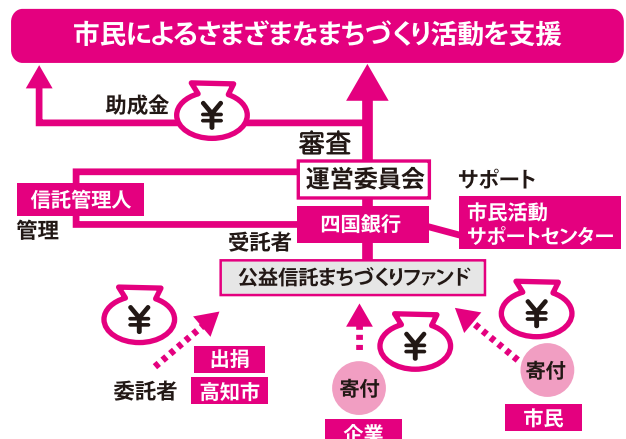 市民によるさまざまなまちづくり活動を支援
助成金
¥
審査
運営委員会
サポート
信託管理人
管理
四国銀行
市民活動
サポートセンター
受託者
公益信託まちづくりファンド
¥
¥
¥
出捐
委託者
高知市
寄付
寄付
企業
市民